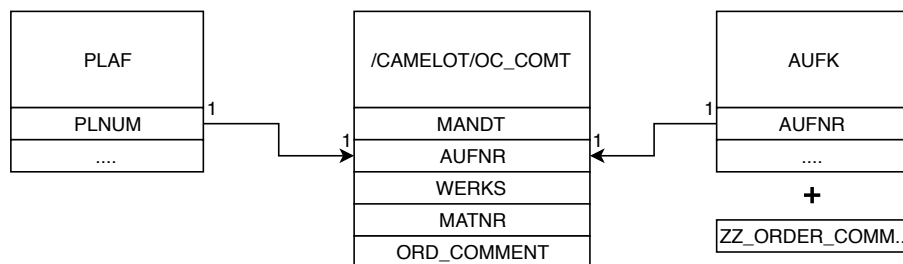 PLAF
PLNUM
....
1
/CAMELOT/OC_COMT
MANDT
AUFNR
WERKS
MATNR
ORD_COMMENT
1
1
AUFK
AUFNR
....
1
+
ZZ_ORDER_COMM..